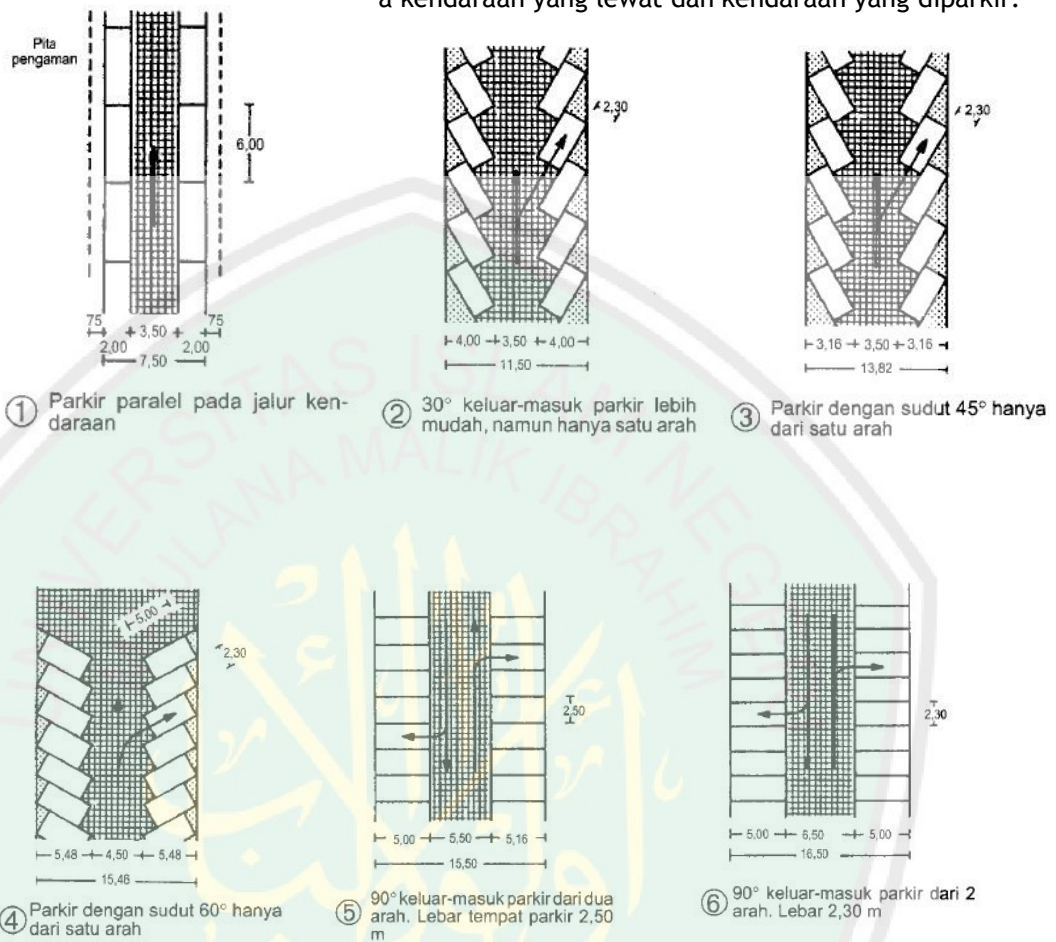 a kendaraan yang lewat dan kendaraan yang diparkir.
Pita
pengaman
6,00
75
3,50
75
2,00
2,00
7,50
① Parkir paralel pada jalur ken-
daraan
2,30
4,00
3,50
4,00
11,50
② 30° keluar-masuk parkir lebih
mudah, namun hanya satu arah
2,30
3,16
3,50
3,16
13,82
③ Parkir dengan sudut 45° hanya
dari satu arah
5,00
2,30
5,48
4,50
5,48
15,46
④ Parkir dengan sudut 60° hanya
dari satu arah
2,50
5,00
5,50
5,16
15,50
⑤ 90° keluar-masuk parkir dari dua
arah. Lebar tempat parkir 2,50
m
2,30
5,00
6,50
5,00
16,50
⑥ 90° keluar-masuk parkir dari 2
arah. Lebar 2,30 m
UNIVERSITAS ISLAM NEGERI
MAULANA MALIK IBRAHIM